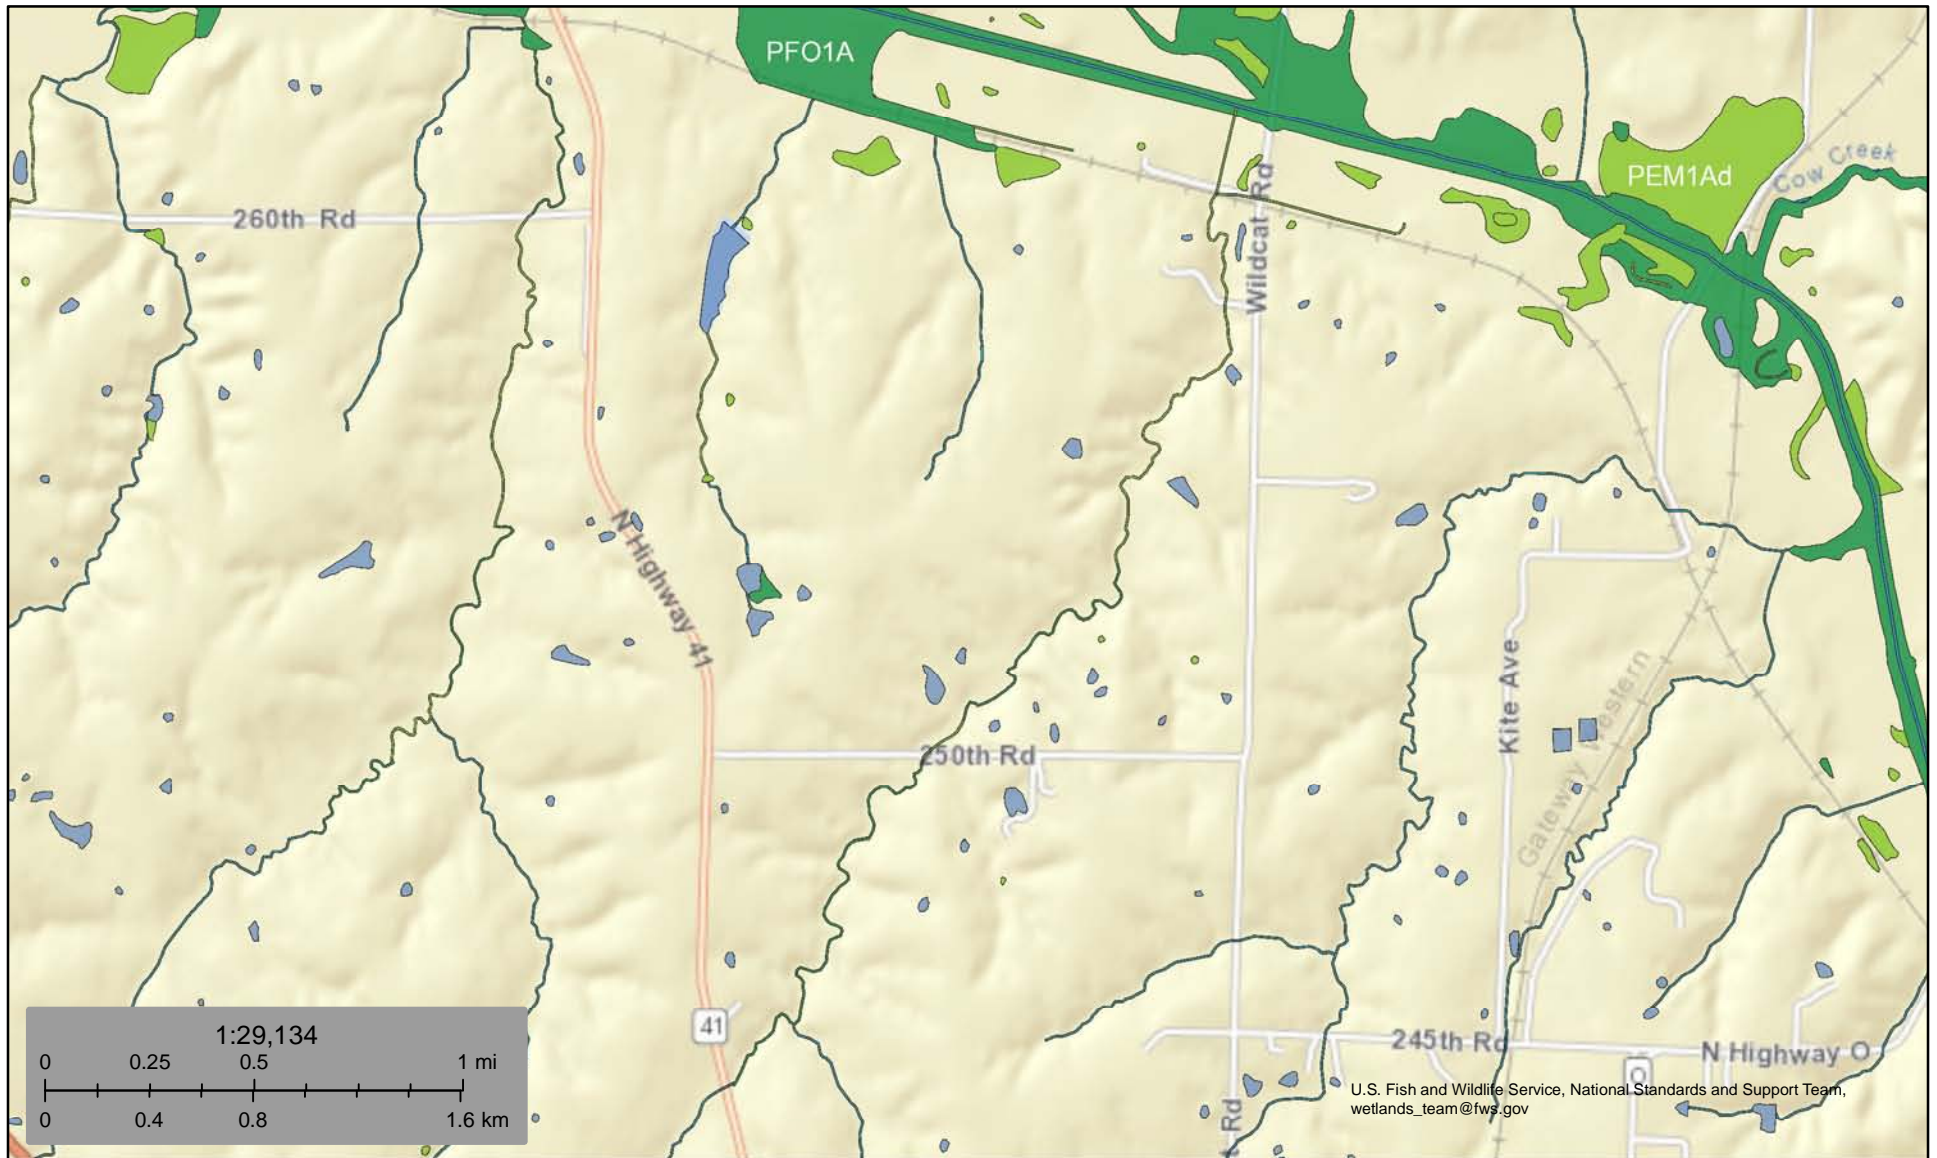 PFO1A
PEM1Ad
Cow Creek
260th Rd
Wildcat Rd
N Highway 41
Kite Ave
Gateway Western
250th Rd
41
245th Rd
N Highway O
O
t Rd
1:29,134
0 0.25 0.5 1 mi
0 0.4 0.8 1.6 km
U.S. Fish and Wildlife Service, National Standards and Support Team,
wetlands_team@fws.gov